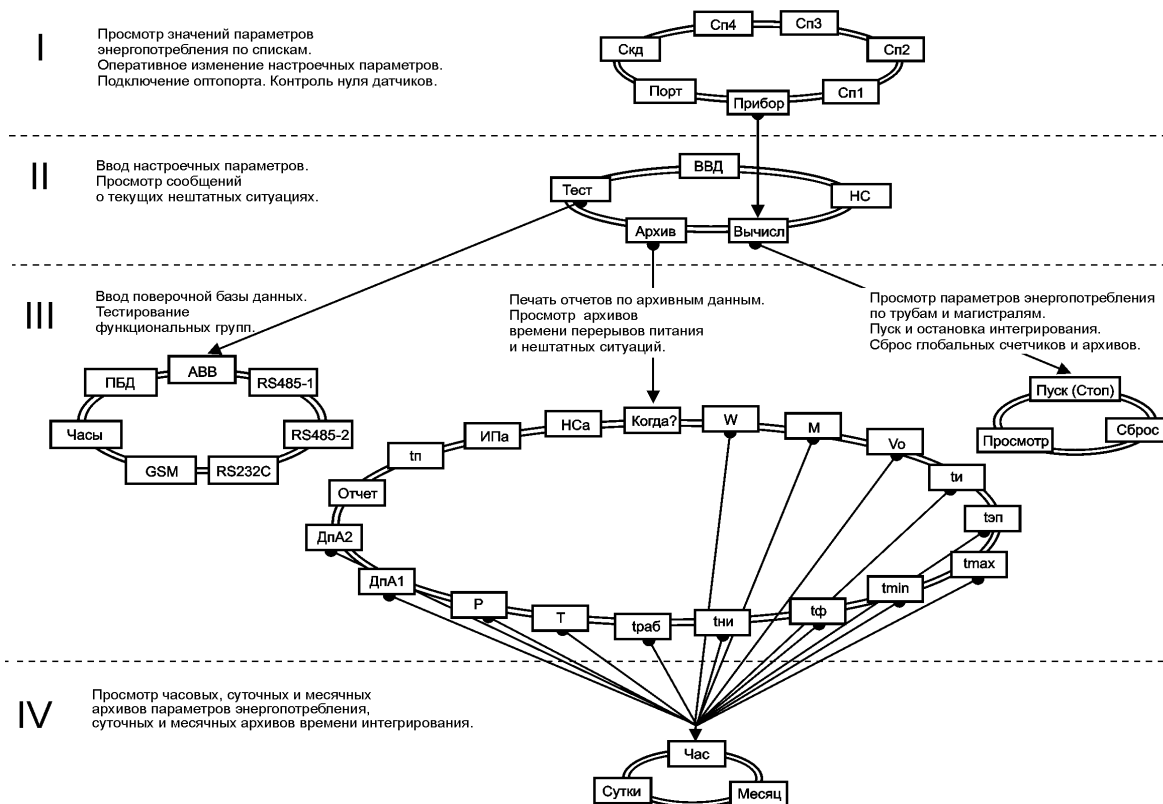 I
Просмотр значений параметров
энергопотребления по спискам.
Оперативное изменение настроечных параметров.
Подключение оптопорта. Контроль нуля датчиков.
Сп4
Сп3
Скд
Сп2
Порт
Прибор
Сп1
II
Ввод настроечных параметров.
Просмотр сообщений
о текущих нештатных ситуациях.
ВВД
Тест
НС
Архив
Вычисл
III
Ввод поверочной базы данных.
Тестирование
функциональных групп.
Печать отчетов по архивным данным.
Просмотр архивов
времени перерывов питания
и нештатных ситуаций.
Просмотр параметров энергопотребления
по трубам и магистралям.
Пуск и остановка интегрирования.
Сброс глобальных счетчиков и архивов.
АВВ
ПБД
RS485-1
Часы
RS485-2
GSM
RS232C
Пуск (Стоп)
Просмотр
Сброс
Когда?
W
M
Vo
tи
tэп
tmax
tmin
tф
tни
tраб
T
P
ДпА1
ДпА2
Отчет
tп
ИПа
НСа
IV
Просмотр часовых, суточных и месячных
архивов параметров энергопотребления,
суточных и месячных архивов времени интегрирования.
Час
Сутки
Месяц